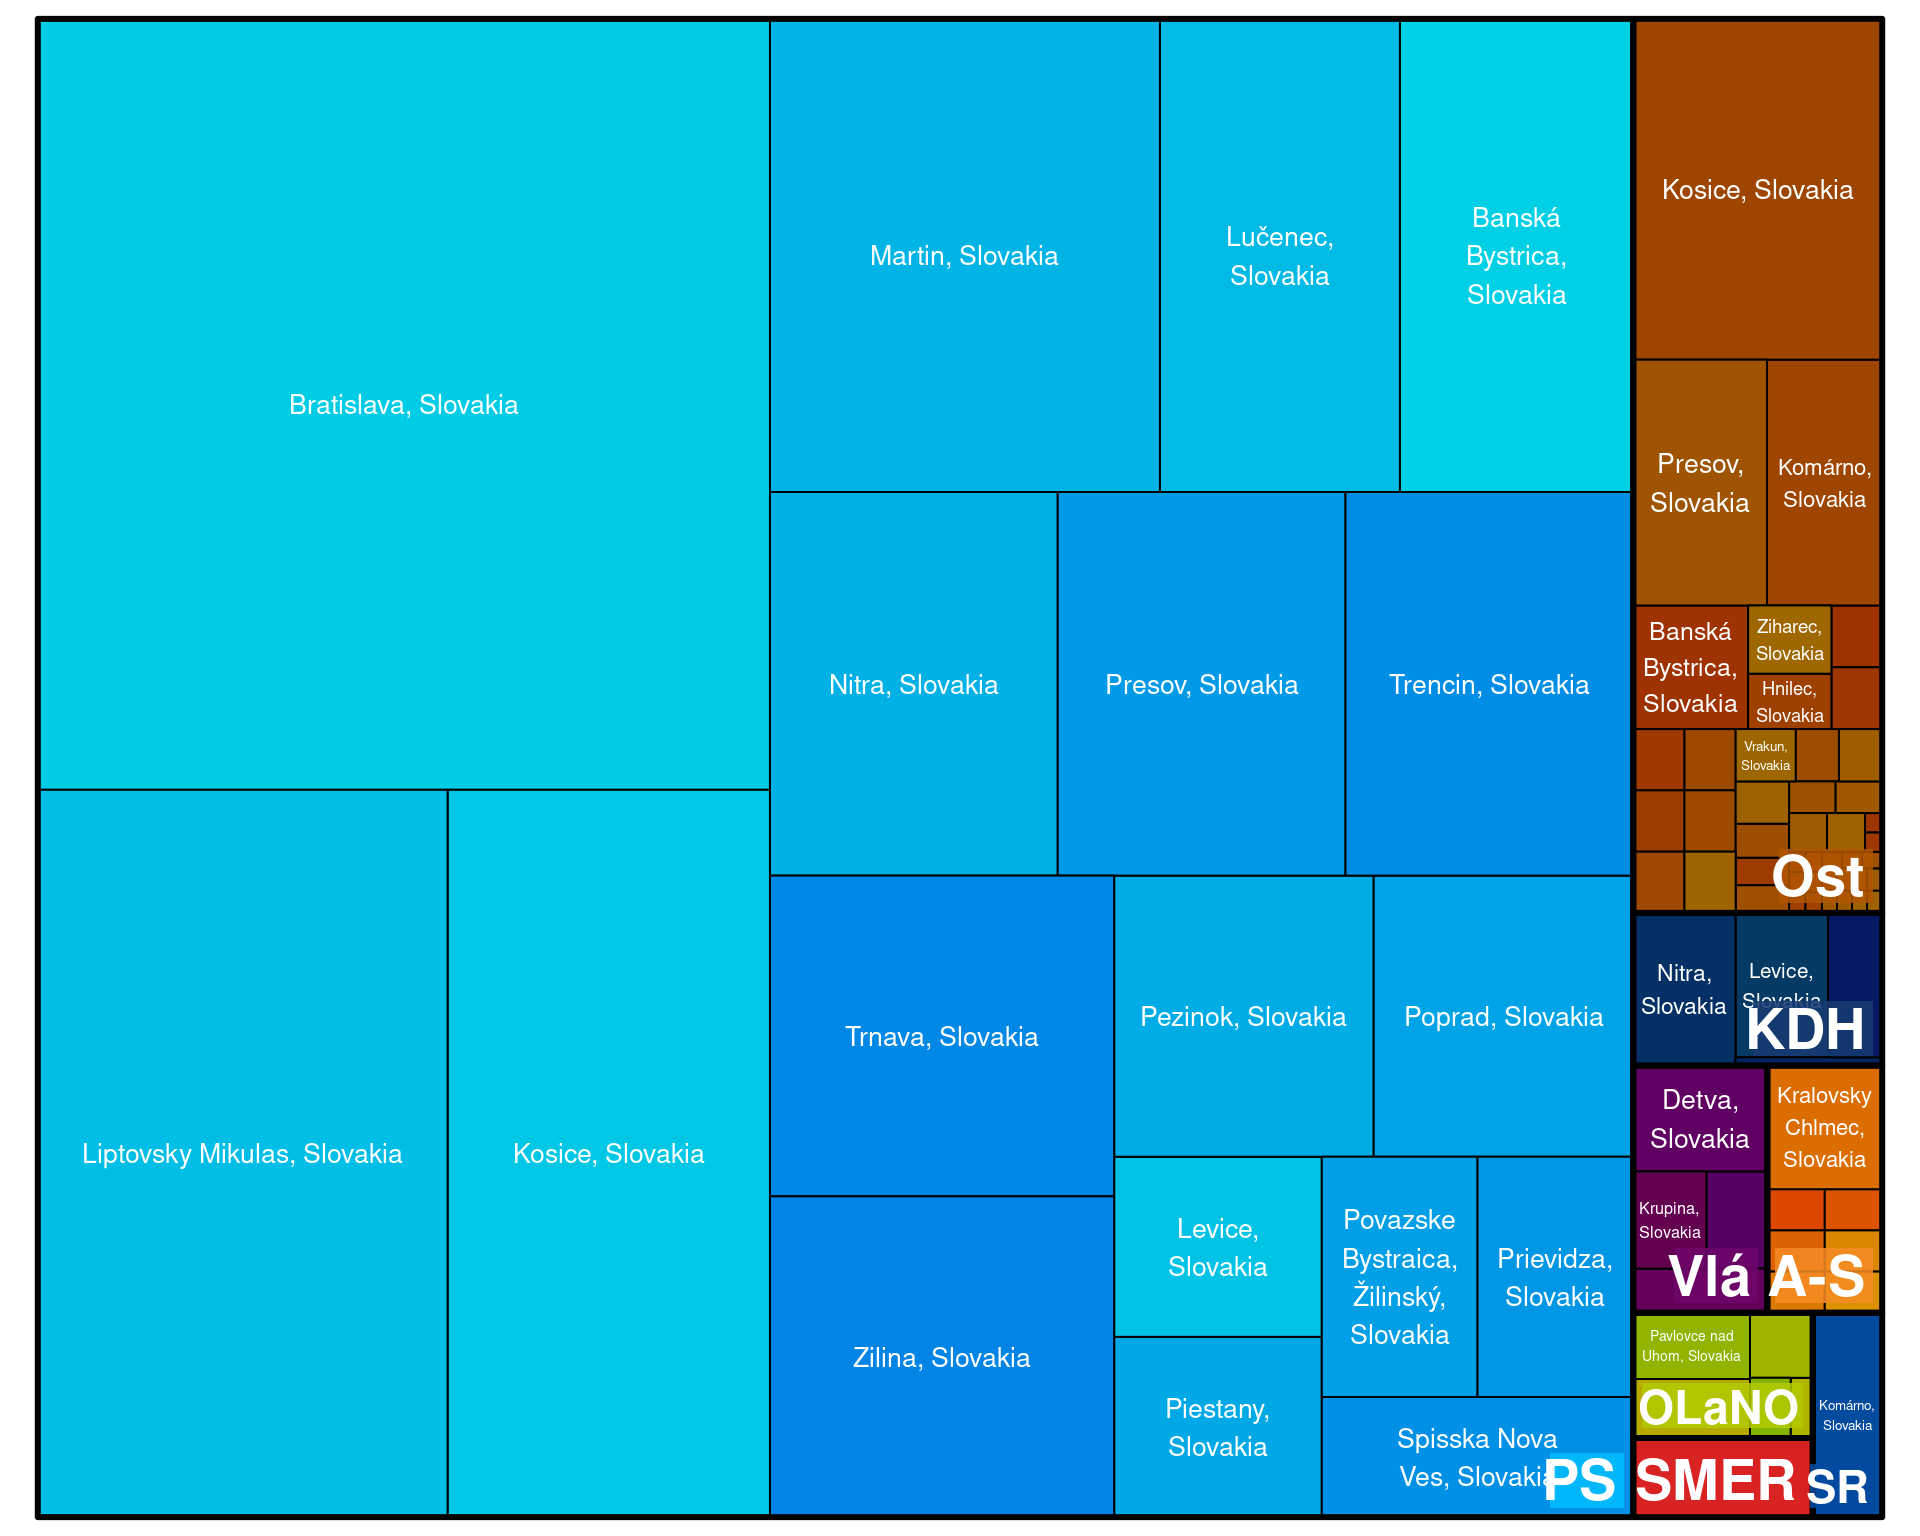 Bratislava, Slovakia
Liptovsky Mikulas, Slovakia
Kosice, Slovakia
Martin, Slovakia
Lučenec,
Slovakia
Banská
Bystrica,
Slovakia
Nitra, Slovakia
Presov, Slovakia
Trencin, Slovakia
Trnava, Slovakia
Zilina, Slovakia
Pezinok, Slovakia
Poprad, Slovakia
Levice,
Slovakia
Piestany,
Slovakia
Povazske
Bystraica,
Žilinský,
Slovakia
Prievidza,
Slovakia
Spisska Nova
Ves, Slovakia
PS
Kosice, Slovakia
Presov,
Slovakia
Komárno,
Slovakia
Banská
Bystrica,
Slovakia
Ziharec,
Slovakia
Hnilec,
Slovakia
Vrakun,
Slovakia
Ost
Nitra,
Slovakia
Levice,
Slovakia
KDH
Detva,
Slovakia
Krupina,
Slovakia
Vlá
Kralovsky
Chlmec,
Slovakia
A-S
Pavlovce nad
Uhom, Slovakia
OLaNO
Komárno,
Slovakia
SR
SMER